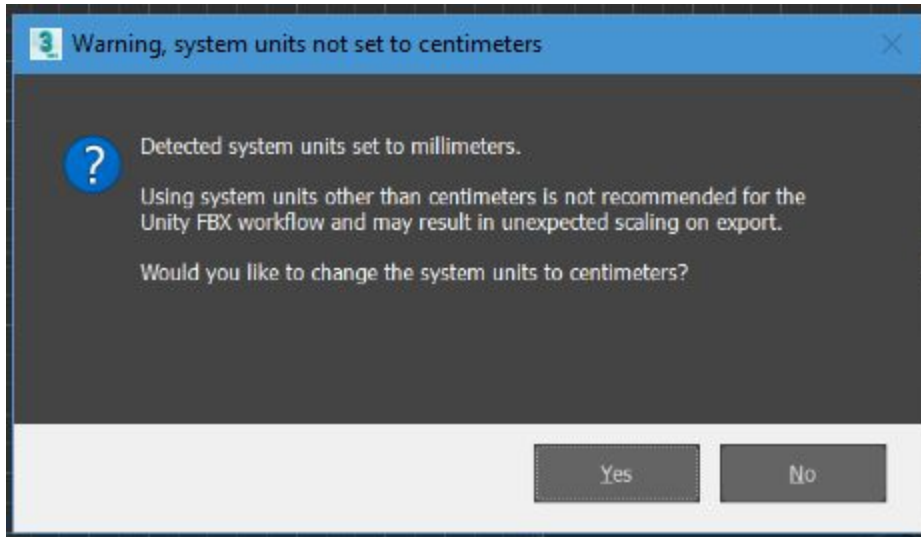 3
Warning, system units not set to centimeters
?
Detected system units set to millimeters.
Using system units other than centimeters is not recommended for the
Unity FBX workflow and may result in unexpected scaling on export.
Would you like to change the system units to centimeters?
Yes
No